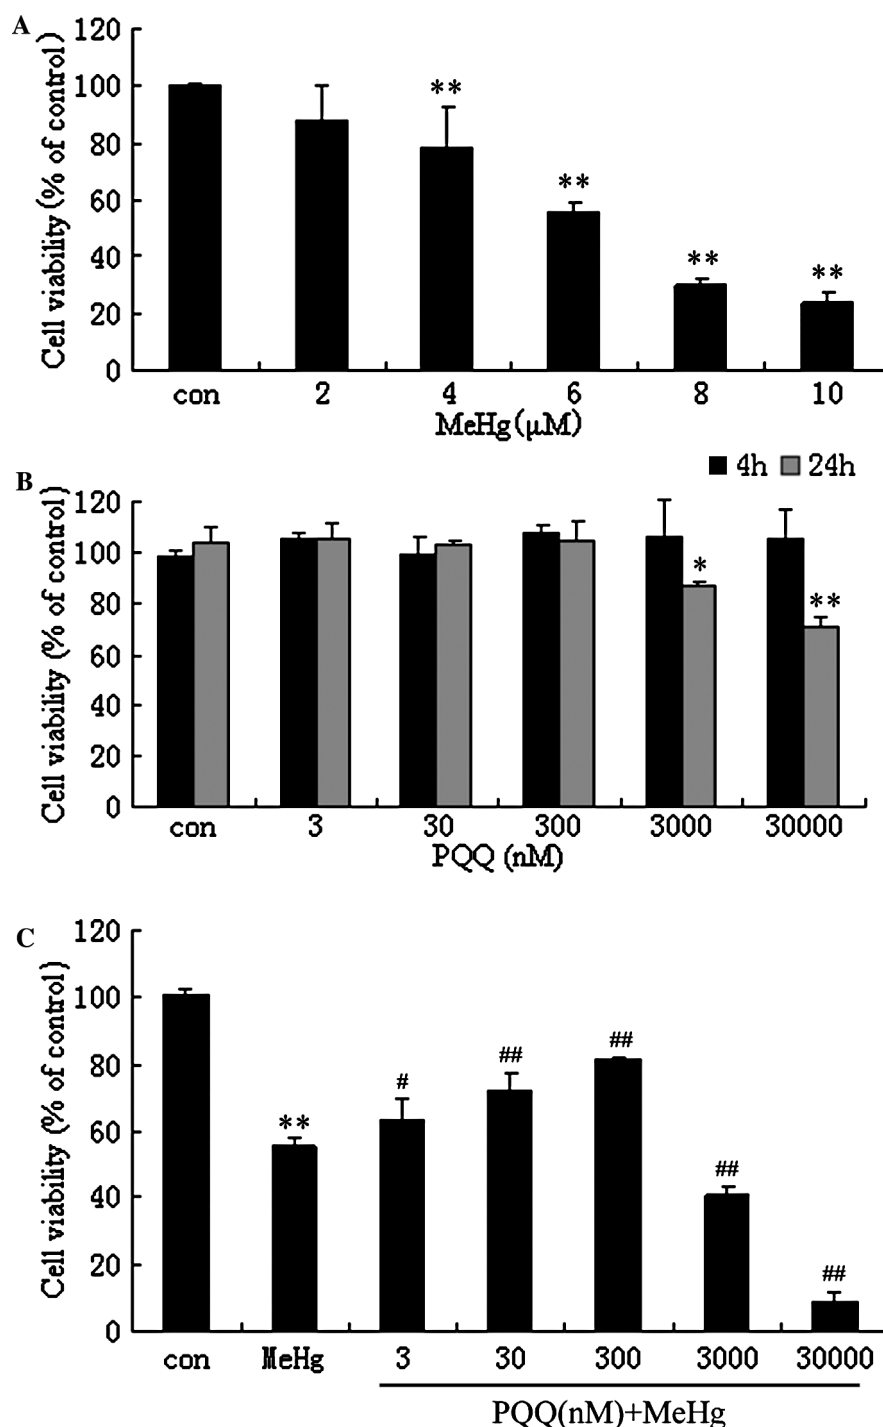 A
Cell viability (% of control)
120
100
80
60
40
20
0
**
**
**
**
con 2 4 6 8 10
MeHg(μM)
B
4h 24h
Cell viability (% of control)
120
100
80
60
40
20
0
*
**
con 3 30 300 3000 30000
PQQ (nM)
C
Cell viability (% of control)
120
100
80
60
40
20
0
**
#
##
##
##
##
con MeHg 3 30 300 3000 30000
PQQ(nM)+MeHg